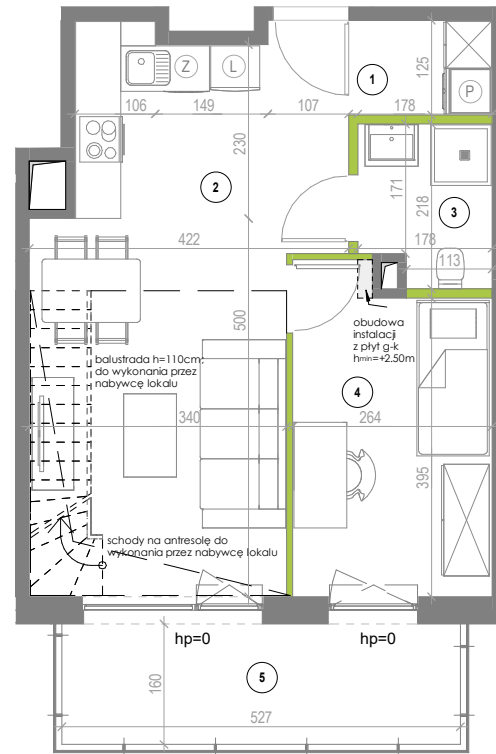 Z
L
1
125
P
106
149
107
178
230
2
171
218
3
422
178
113
500
obudowa
instalacji
z płyt g-k
hmin=+2.50m
balustrada h=110cm;
do wykonania przez
nabywcę lokalu
4
340
264
395
schody na antresolę do
wykonania przez nabywcę lokalu
hp=0
hp=0
160
5
527